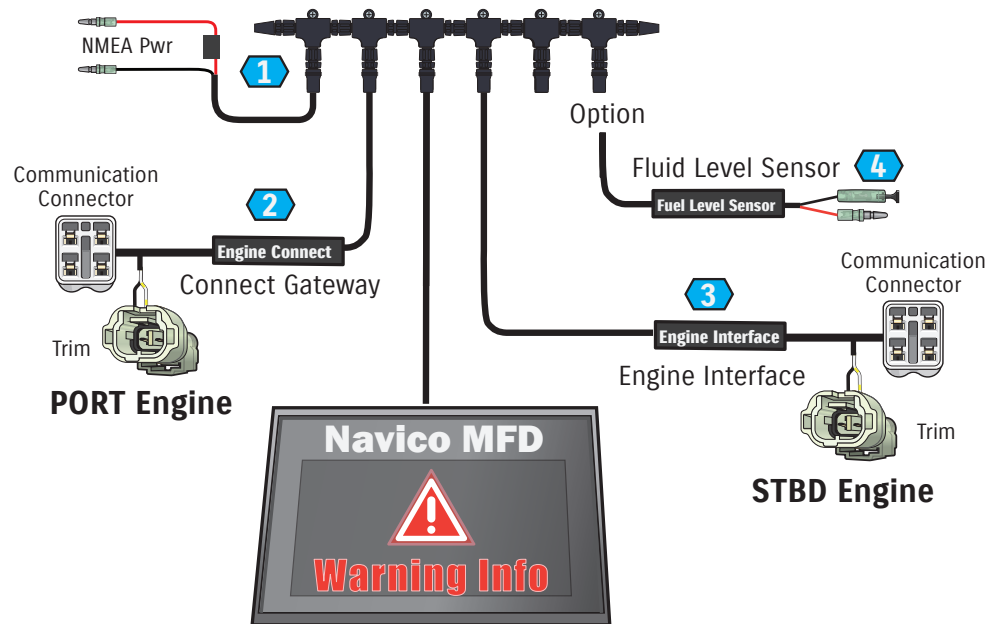 NMEA Pwr
1
Option
Fluid Level Sensor
4
Fuel Level Sensor
Communication
Connector
2
Engine Connect
Connect Gateway
Trim
PORT Engine
3
Engine Interface
Engine Interface
Communication
Connector
Trim
STBD Engine
Navico MFD
Warning Info